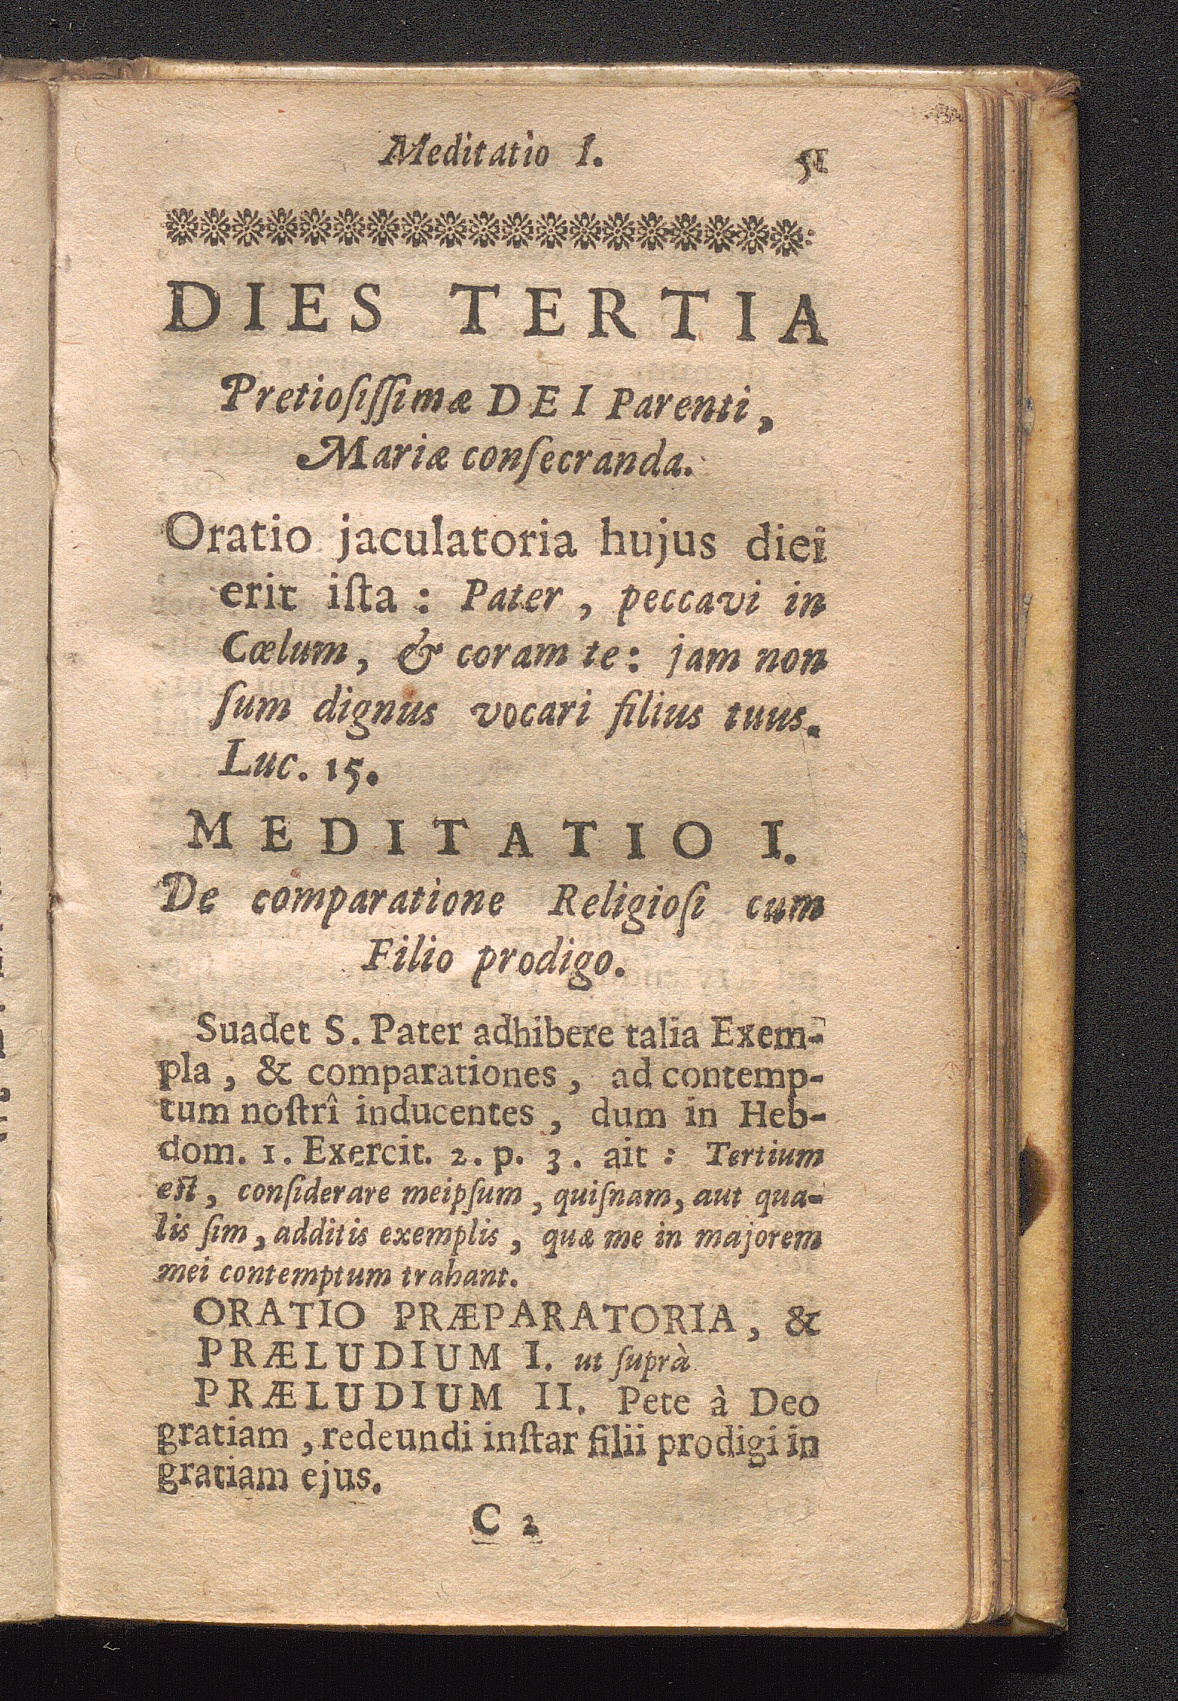 Meditatio I. 51
DIES TERTIA
Pretiosiſſimæ DEI Parenti,
Mariæ conſecranda.
Oratio jaculatoria hujus diei
erit iſta : Pater , peccavi in
Cœlum, & coram te: jam non
ſum dignus vocari filius tuus.
Luc. 15.
MEDITATIO I.
De comparatione Religioſi cum
Filio prodigo.
Suadet S. Pater adhibere talia Exem-
pla , & comparationes , ad contemp-
tum noſtrî inducentes , dum in Heb-
dom. 1. Exercit. 2. p. 3. ait : Tertium
eſt, conſiderare meipſum , quiſnam, aut qua-
lis ſim, additis exemplis , quæ me in majorem
mei contemptum trahant.
ORATIO PRÆPARATORIA, &
PRÆLUDIUM I. ut ſuprà
PRÆLUDIUM II. Pete à Deo
gratiam , redeundi inſtar filii prodigi in
gratiam ejus.
C 2